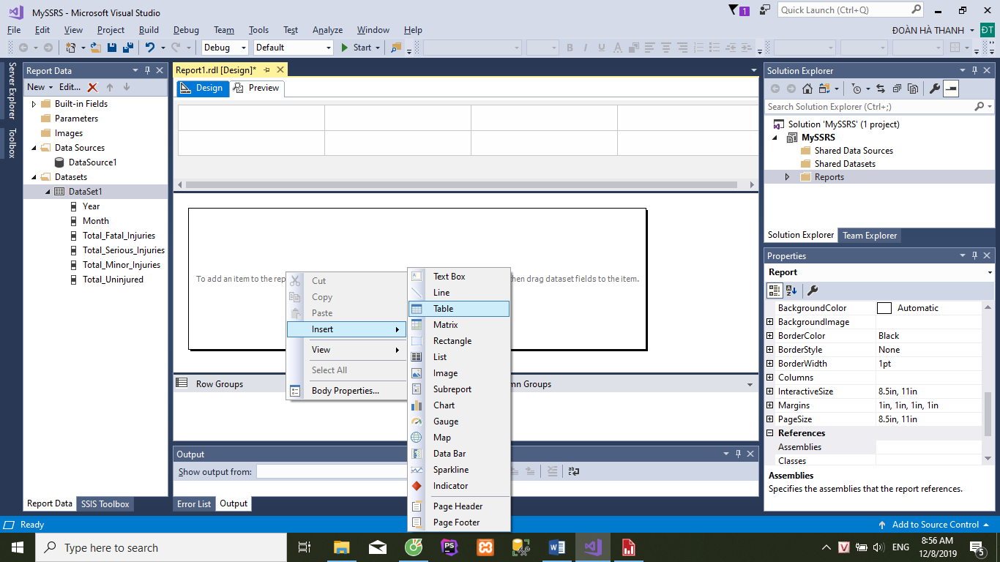 MySSRS - Microsoft Visual Studio
1
Quick Launch (Ctrl+Q)
File Edit View Project Build Debug Team Tools Test Analyze Window Help
ĐOÀN HÀ THANH ĐT
Debug Default Start
Server Explorer
Toolbox
Report Data
New Edit...
Built-in Fields
Parameters
Images
Data Sources
DataSource1
Datasets
DataSet1
Year
Month
Total_Fatal_Injuries
Total_Serious_Injuries
Total_Minor_Injuries
Total_Uninjured
Report Data SSIS Toolbox
Report1.rdl [Design]*
Design Preview
To add an item to the rep
hen drag dataset fields to the item.
Cut
Copy
Paste
Insert
View
Select All
Body Properties...
Text Box
Line
Table
Matrix
Rectangle
List
Image
Subreport
Chart
Gauge
Map
Data Bar
Sparkline
Indicator
Page Header
Page Footer
Row Groups
mn Groups
Output
Show output from:
Error List Output
Solution Explorer
Search Solution Explorer (Ctrl+;)
Solution 'MySSRS' (1 project)
MySSRS
Shared Data Sources
Shared Datasets
Reports
Solution Explorer Team Explorer
Properties
Report
BackgroundColor Automatic
BackgroundImage
BorderColor Black
BorderStyle None
BorderWidth 1pt
Columns
InteractiveSize 8.5in, 11in
Margins 1in, 1in, 1in, 1in
PageSize 8.5in, 11in
References
Assemblies
Classes
Assemblies
Specifies the assemblies that the report references.
Ready
Add to Source Control
Type here to search
PS
V
ENG
8:56 AM
12/8/2019
5